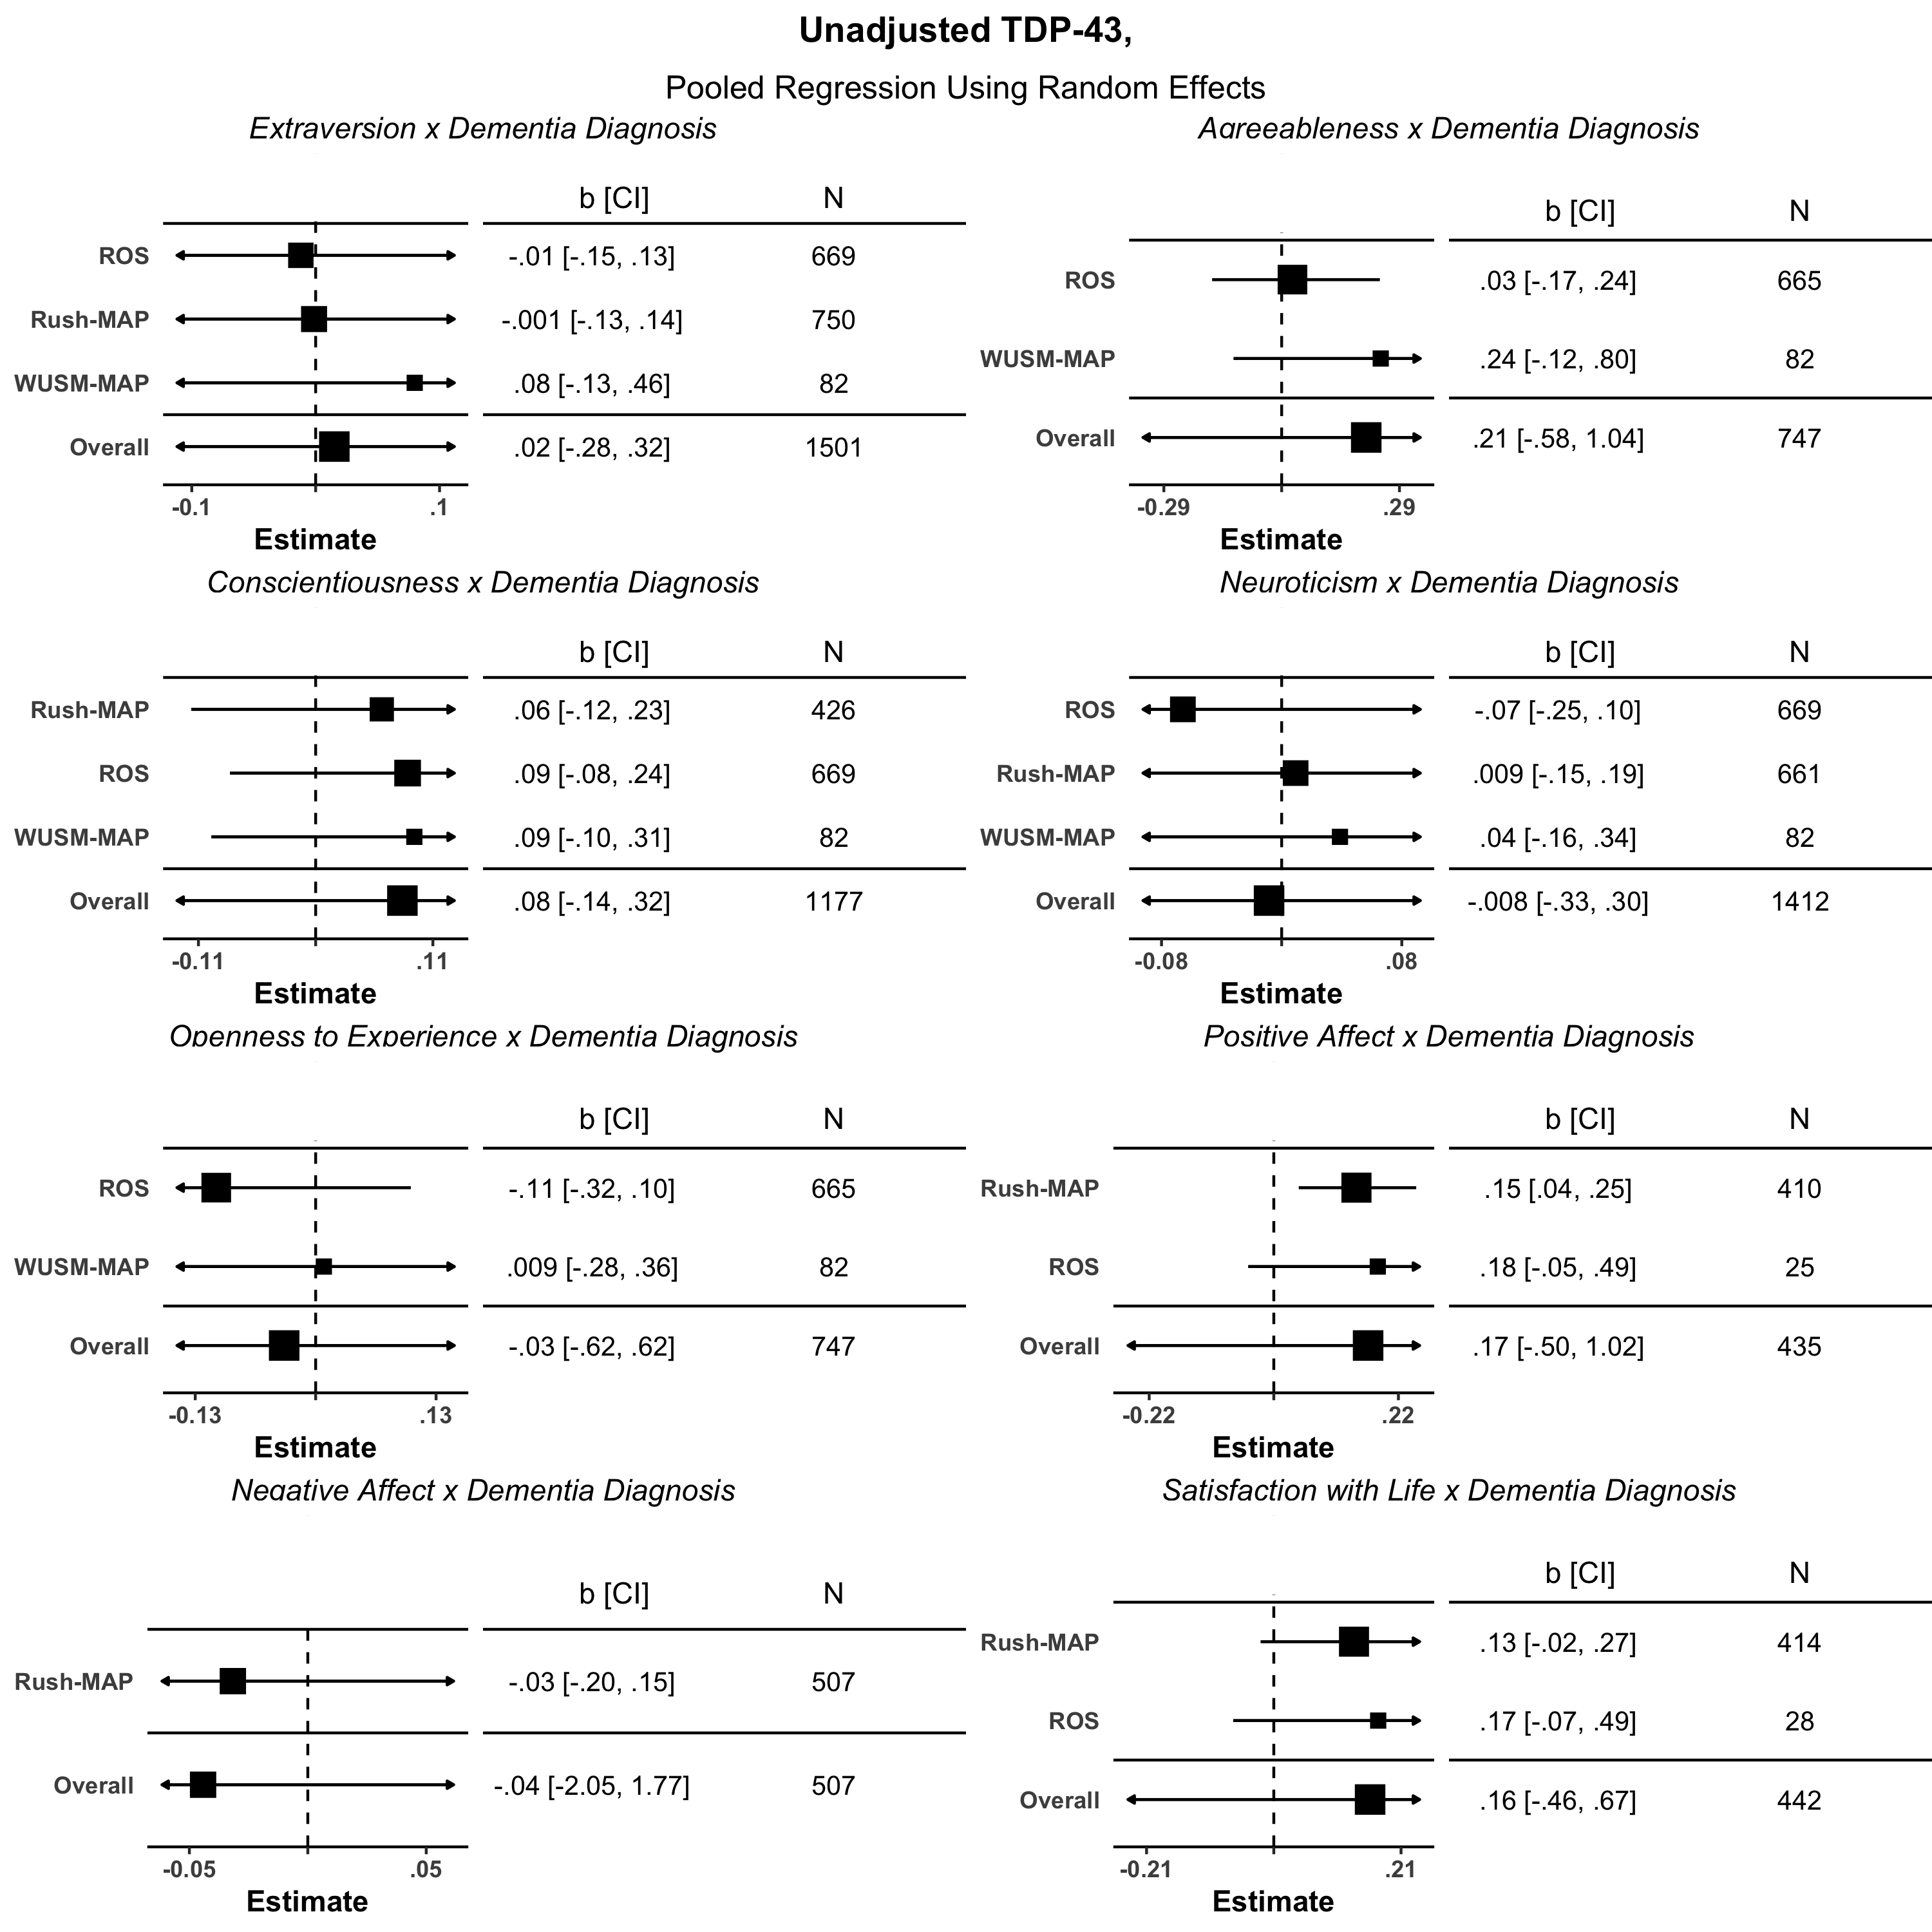 Unadjusted TDP-43,
Pooled Regression Using Random Effects
Extraversion x Dementia Diagnosis
b [CI] N
ROS -.01 [-.15, .13] 669
Rush-MAP -.001 [-.13, .14] 750
WUSM-MAP .08 [-.13, .46] 82
Overall .02 [-.28, .32] 1501
-0.1 .1
Estimate
Agreeableness x Dementia Diagnosis
b [CI] N
ROS .03 [-.17, .24] 665
WUSM-MAP .24 [-.12, .80] 82
Overall .21 [-.58, 1.04] 747
-0.29 .29
Estimate
Conscientiousness x Dementia Diagnosis
b [CI] N
Rush-MAP .06 [-.12, .23] 426
ROS .09 [-.08, .24] 669
WUSM-MAP .09 [-.10, .31] 82
Overall .08 [-.14, .32] 1177
-0.11 .11
Estimate
Neuroticism x Dementia Diagnosis
b [CI] N
ROS -.07 [-.25, .10] 669
Rush-MAP .009 [-.15, .19] 661
WUSM-MAP .04 [-.16, .34] 82
Overall -.008 [-.33, .30] 1412
-0.08 .08
Estimate
Openness to Experience x Dementia Diagnosis
b [CI] N
ROS -.11 [-.32, .10] 665
WUSM-MAP .009 [-.28, .36] 82
Overall -.03 [-.62, .62] 747
-0.13 .13
Estimate
Positive Affect x Dementia Diagnosis
b [CI] N
Rush-MAP .15 [.04, .25] 410
ROS .18 [-.05, .49] 25
Overall .17 [-.50, 1.02] 435
-0.22 .22
Estimate
Negative Affect x Dementia Diagnosis
b [CI] N
Rush-MAP -.03 [-.20, .15] 507
Overall -.04 [-2.05, 1.77] 507
-0.05 .05
Estimate
Satisfaction with Life x Dementia Diagnosis
b [CI] N
Rush-MAP .13 [-.02, .27] 414
ROS .17 [-.07, .49] 28
Overall .16 [-.46, .67] 442
-0.21 .21
Estimate